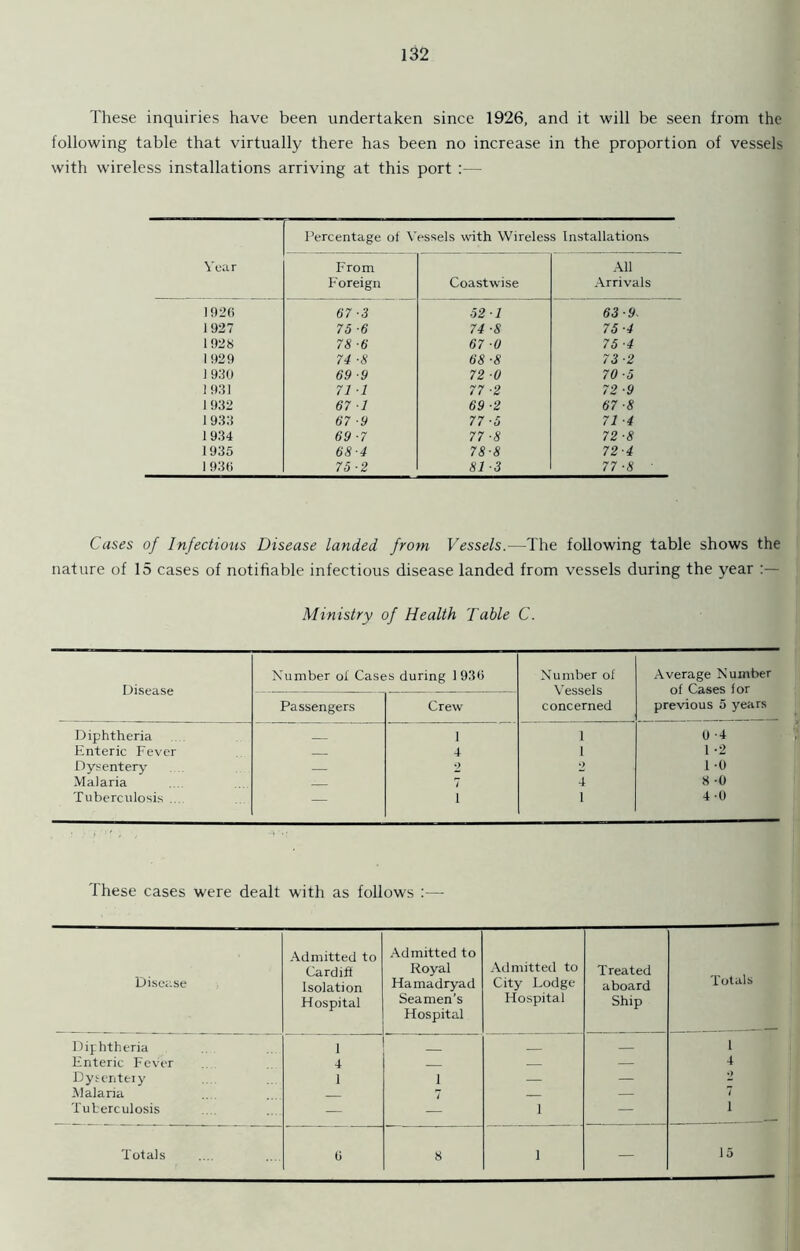 132
These inquiries have been undertaken since 1926, and it will be seen from the
following table that virtually there has been no increase in the proportion of vessels
with wireless installations arriving at this port :—
Percentage of Vessels with Wireless Installations
Year From Foreign Coastwise All Arrivals
1926 67·3 52·1 63·9
1927 75·6 74·8 75·4
1928 78·6 67·0 75·4
1929 74·8 68·8 73·2
1930 69·9 72·0 70·5
1931 71·1 77·2 72·9
1932 67·1 69·2 67·8
1933 67·9 77·5 71·4
1934 69·7 77·8 72·8
1935 68·4 78·8 72·4
1936 75·2 81·3 77·8
Cases of Infectious Disease landed from Vessels.—The following table shows the
nature of 15 cases of notifiable infectious disease landed from vessels during the year :—
Ministry of Health Table C.
Disease Number of Cases during 1936 Number of Vessels concerned Average Number of Cases for previous 5 years
Passengers Crew
Diphtheria .... — 1 1 0·4
Enteric Fever .. — 4 1 1·2
Dysentery .... — 2 2 1·0
Malaria .... .... — 7 4 8·0
Tuberculosis .... — 1 1 4·0
These cases were dealt with as follows :—
Disease Admitted to Cardiff Isolation Hospital Admitted to Royal Hamadryad Seamen's Hospital Admitted to City Lodge Hospital Treated aboard Ship Totals
Diphtheria .... .... 1 — — — 1
Enteric Fever .... .... 4 — — — 4
Dysentery .... .... 1 1 — — 2
Malaria .... .... — 7 — — 7
Tuberculosis .... .... — — 1 — 1
Totals .... .... 6 8 1 — 15